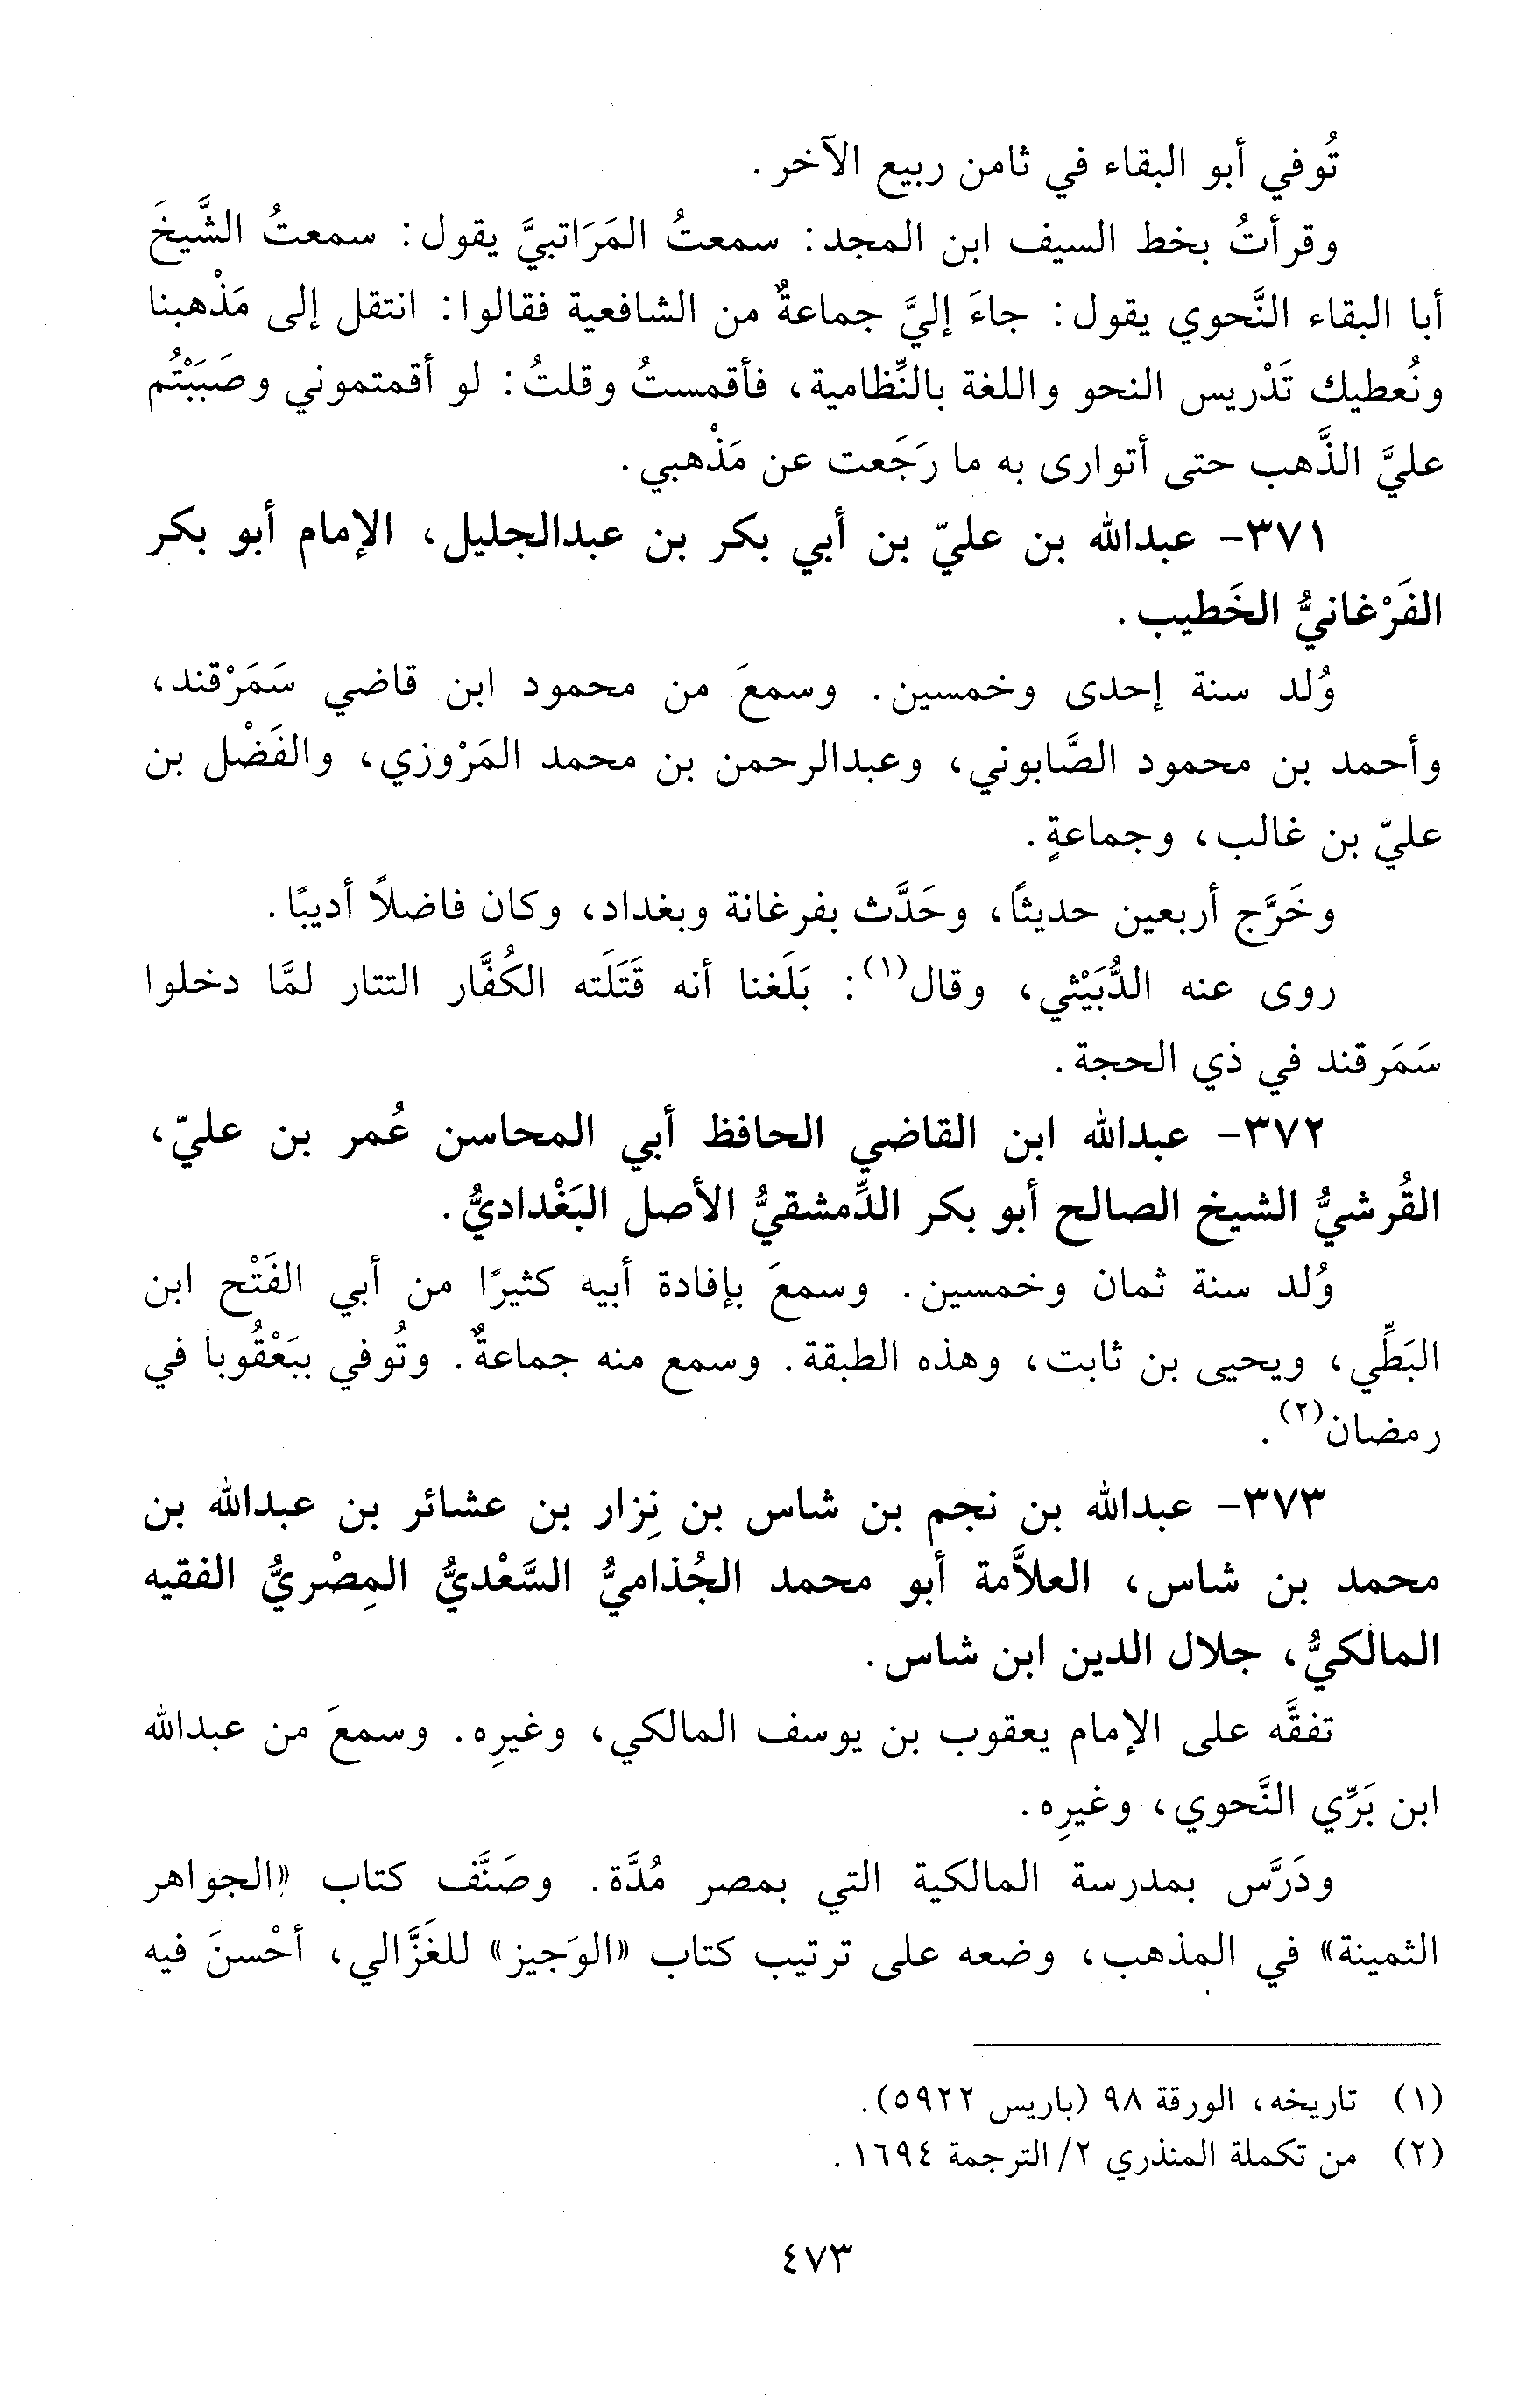 تُوفي أبو البقاء في ثامن ربيع الآخر.
وقرأتُ بخط السيف ابن المجد: سمعتُ المَرَاتبيَّ يقول: سمعتُ الشَّيخَ
أبا البقاء النَّحوي يقول: جاءَ إليَّ جماعةٌ من الشافعية فقالوا: انتقل إلى مَذْهبنا
ونُعطيك تَدْريس النحو واللغة بالنِّظامية، فأقمستُ وقلتُ: لو أقمتموني وصَبَبْتُم
عليَّ الذَّهب حتى أتوارى به ما رَجَعت عن مَذْهبي.
٣٧١- عبدالله بن عليّ بن أبي بكر بن عبدالجليل، الإمام أبو بكر
الفَرْغانيُّ الخَطيب.
وُلد سنة إحدى وخمسين. وسمعَ من محمود ابن قاضي سَمَرْقند،
وأحمد بن محمود الصَّابوني، وعبدالرحمن بن محمد المَرْوزي، والفَضْل بن
عليّ بن غالب، وجماعةٍ.
وخَرَّج أربعين حديثًا، وحَدَّث بفرغانة وبغداد، وكان فاضلاً أديبًا.
روى عنه الدُّبَيْثي، وقال(١): بَلَغنا أنه قَتَلَته الكُفَّار التتار لمَّا دخلوا
سَمَرقند في ذي الحجة.
٣٧٢- عبدالله ابن القاضي الحافظ أبي المحاسن عُمر بن عليّ،
القُرشيُّ الشيخ الصالح أبو بكر الدِّمشقيُّ الأصل البَغْداديُّ.
وُلد سنة ثمان وخمسين. وسمعَ بإفادة أبيه كثيرًا من أبي الفَتْح ابن
البَطِّي، ويحيى بن ثابت، وهذه الطبقة. وسمع منه جماعةٌ. وتُوفي ببَعْقُوبا في
رمضان(٢).
٣٧٣- عبدالله بن نجم بن شاس بن نِزار بن عشائر بن عبدالله بن
محمد بن شاس، العلاَّمة أبو محمد الجُذاميُّ السَّعْديُّ المِصْريُّ الفقيه
المالكيُّ، جلال الدين ابن شاس.
تفقَّه على الإمام يعقوب بن يوسف المالكي، وغيرِه. وسمعَ من عبدالله
ابن بَرِّي النَّحوي، وغيرِه.
ودَرَّس بمدرسة المالكية التي بمصر مُدَّة. وصَنَّف كتاب «الجواهر
الثمينة» في المذهب، وضعه على ترتيب كتاب «الوَجيز» للغَزَّالي، أحْسنَ فيه
(١) تاريخه، الورقة ٩٨ (باريس ٥٩٢٢).
(٢) من تكملة المنذري ٢/ الترجمة ١٦٩٤.
٤٧٣